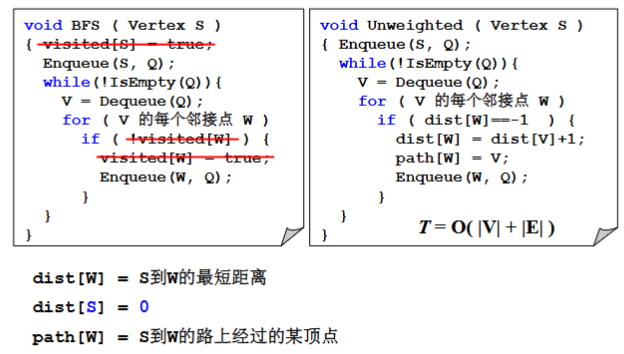 void BFS ( Vertex S )
{ visited[S] = true;
Enqueue(S, Q);
while(!IsEmpty(Q)){
V = Dequeue(Q);
for ( V 的每个邻接点 W )
if ( !visited[W] ) {
visited[W] = true;
Enqueue(W, Q);
}
}
}
void Unweighted ( Vertex S )
{ Enqueue(S, Q);
while(!IsEmpty(Q)){
V = Dequeue(Q);
for ( V 的每个邻接点 W )
if ( dist[W]==-1 ) {
dist[W] = dist[V]+1;
path[W] = V;
Enqueue(W, Q);
}
}
}
T = O( |V| + |E| )
dist[W] = S到W的最短距离
dist[S] = 0
path[W] = S到W的路上经过的某顶点